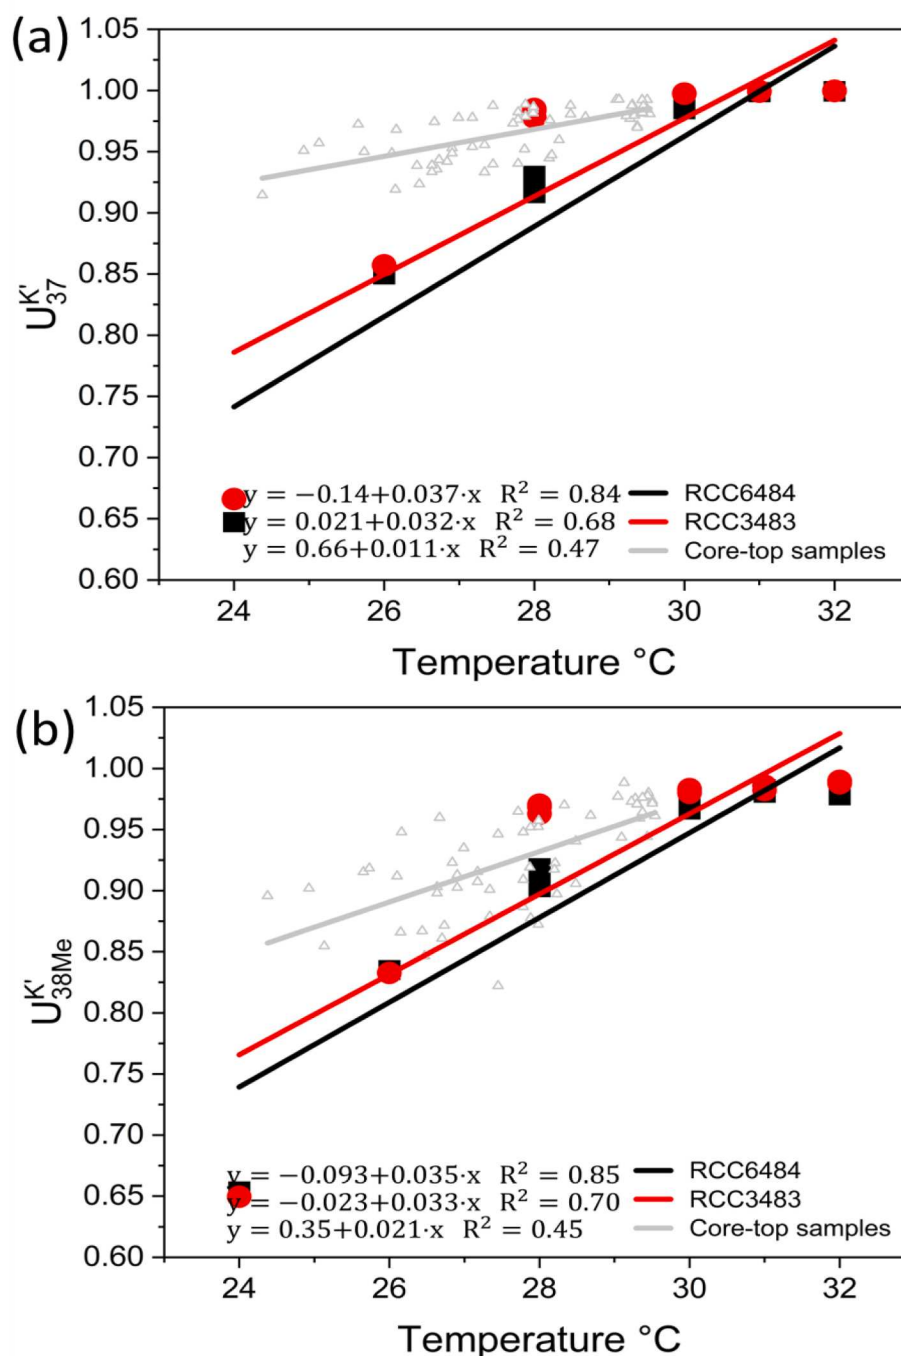 (a)
1.05
1.00
0.95
0.90
0.85
0.80
0.75
0.70
0.65
0.60
U37K'
y = −0.14+0.037·x R² = 0.84 RCC6484
y = 0.021+0.032·x R² = 0.68 RCC3483
y = 0.66+0.011·x R² = 0.47 Core-top samples
24 26 28 30 32
Temperature °C
(b)
1.05
1.00
0.95
0.90
0.85
0.80
0.75
0.70
0.65
0.60
U38MeK'
y = −0.093+0.035·x R² = 0.85 RCC6484
y = −0.023+0.033·x R² = 0.70 RCC3483
y = 0.35+0.021·x R² = 0.45 Core-top samples
24 26 28 30 32
Temperature °C